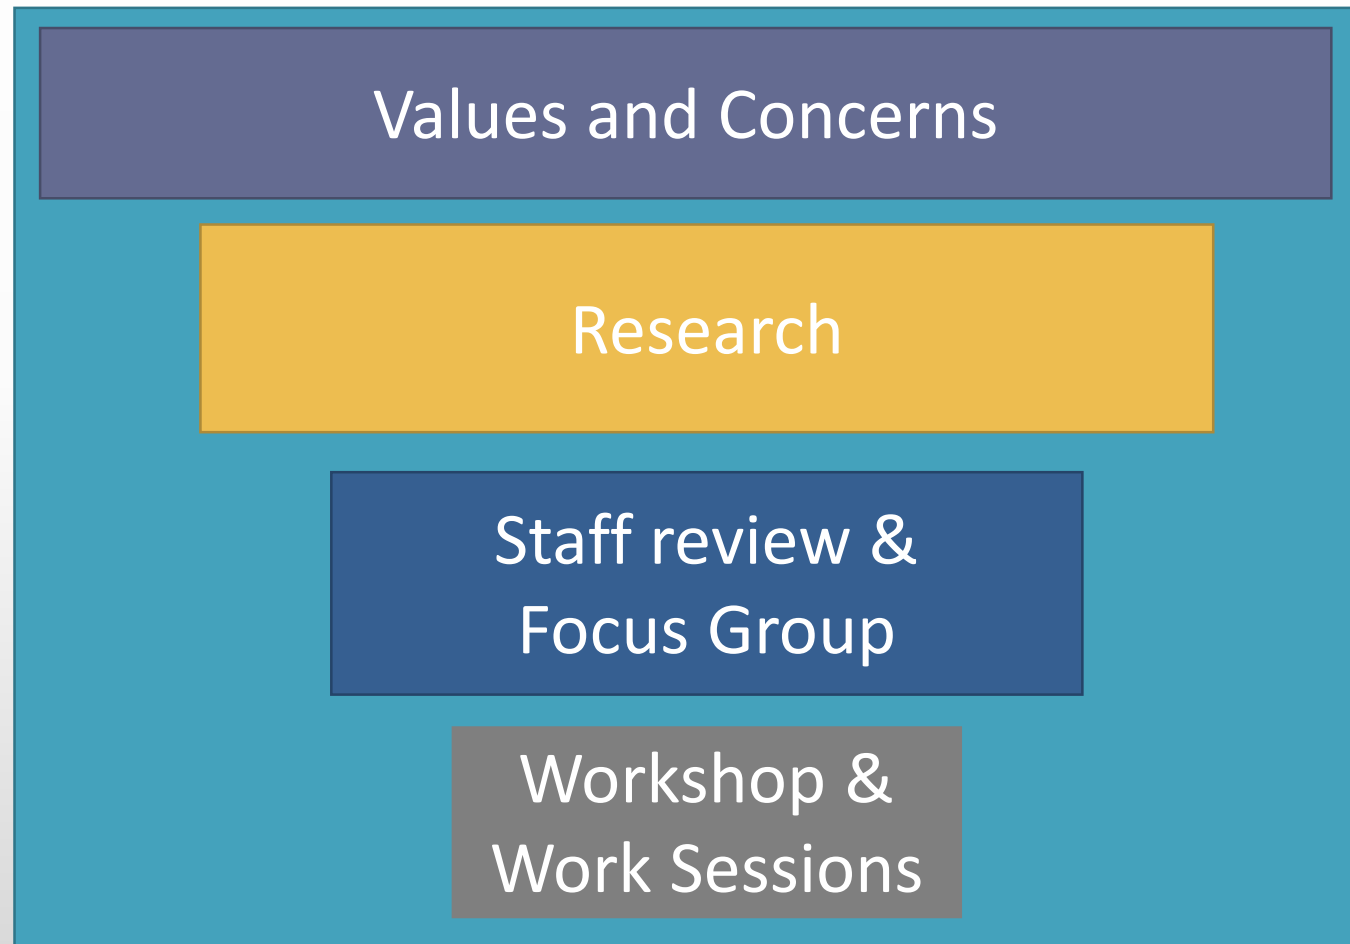 Values and Concerns
Research
Staff review &
Focus Group
Workshop &
Work Sessions